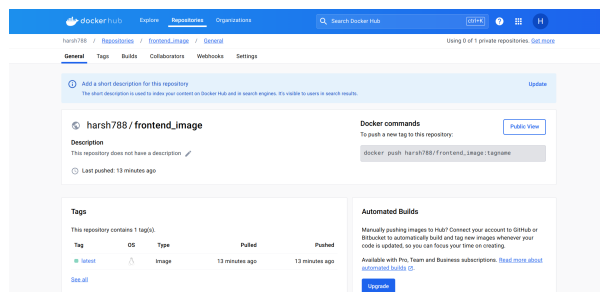 dockerhub Explore Repositories Organizations Search Docker Hub ctrl+K ? H
harsh788 / Repositories / frontend_image / General Using 0 of 1 private repositories. Get more
General Tags Builds Collaborators Webhooks Settings
Add a short description for this repository Update
The short description is used to index your content on Docker Hub and in search engines. It's visible to users in search results.
harsh788 / frontend_image
Description
This repository does not have a description
Last pushed: 13 minutes ago
Docker commands Public View
To push a new tag to this repository:
docker push harsh788/frontend_image:tagname
Tags
This repository contains 1 tag(s).
Tag OS Type Pulled Pushed
latest Image 13 minutes ago 13 minutes ago
See all
Automated Builds
Manually pushing images to Hub? Connect your account to GitHub or
Bitbucket to automatically build and tag new images whenever your
code is updated, so you can focus your time on creating.
Available with Pro, Team and Business subscriptions. Read more about
automated builds
Upgrade